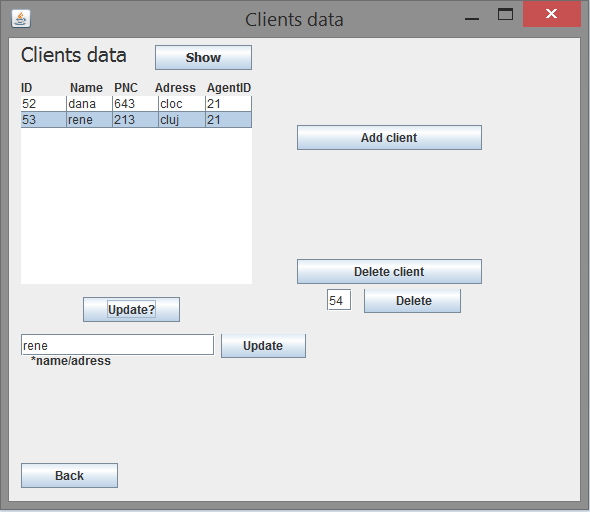 Clients data
Clients data Show
ID Name PNC Adress AgentID
52 dana 643 cloc 21
53 rene 213 cluj 21
Add client
Delete client
54 Delete
Update?
rene Update
*name/adress
Back